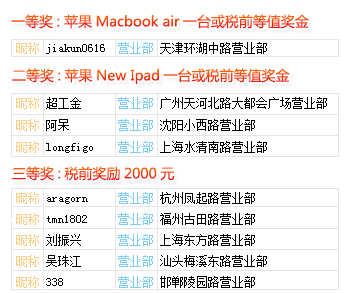 一等奖：苹果 Macbook air 一台或税前等值奖金
昵称 jiakun0616 营业部 天津环湖中路营业部
二等奖：苹果 New Ipad 一台或税前等值奖金
昵称 超工金 营业部 广州天河北路大都会广场营业部
昵称 阿呆 营业部 沈阳小西路营业部
昵称 longfigo 营业部 上海水清南路营业部
三等奖：税前奖励 2000 元
昵称 aragorn 营业部 杭州凤起路营业部
昵称 tmn1802 营业部 福州古田路营业部
昵称 刘振兴 营业部 上海东方路营业部
昵称 吴珠江 营业部 汕头梅溪东路营业部
昵称 338 营业部 邯郸陵园路营业部